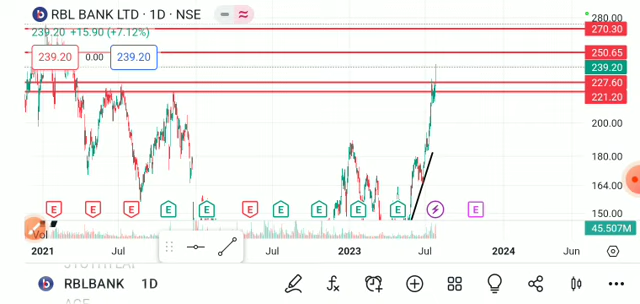 RBL BANK LTD · 1D · NSE
239.20 +15.90 (+7.12%)
239.20 0.00 239.20
280.00
270.30
250.65
239.20
227.60
221.20
200.00
180.00
164.00
150.00
45.507M
E E E E E E E E E E E
Vol
2021 Jul Jul 2023 Jul 2024 Jun
RBLBANK 1D